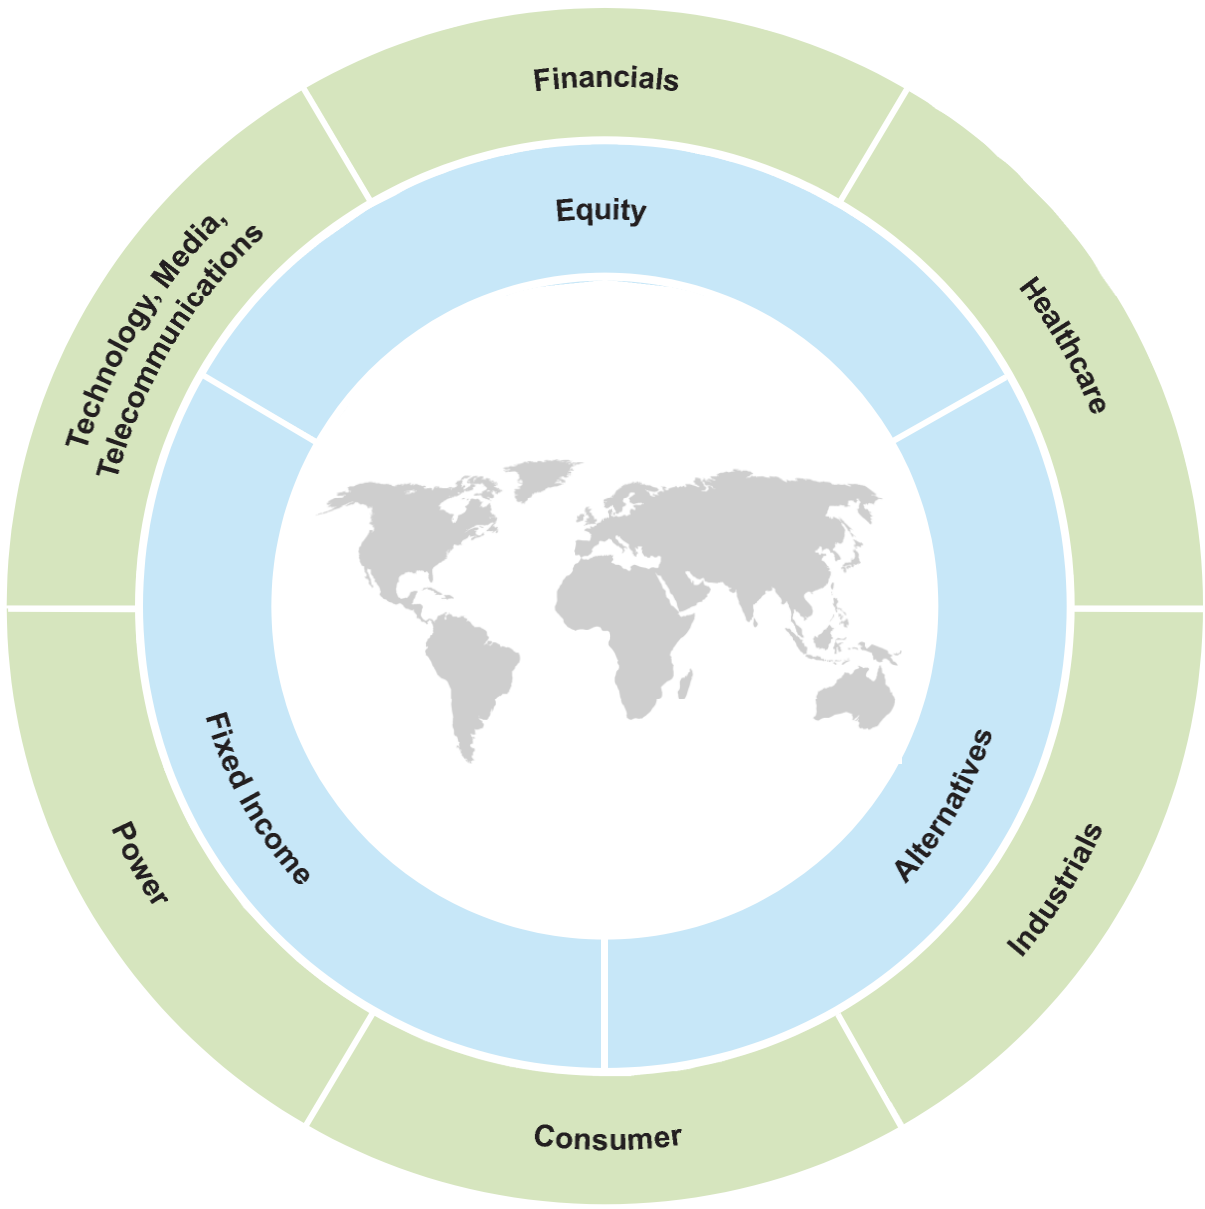 Financials
Equity
Healthcare
Technology, Media,
Telecommunications
Fixed Income
Alternatives
Power
Industrials
Consumer